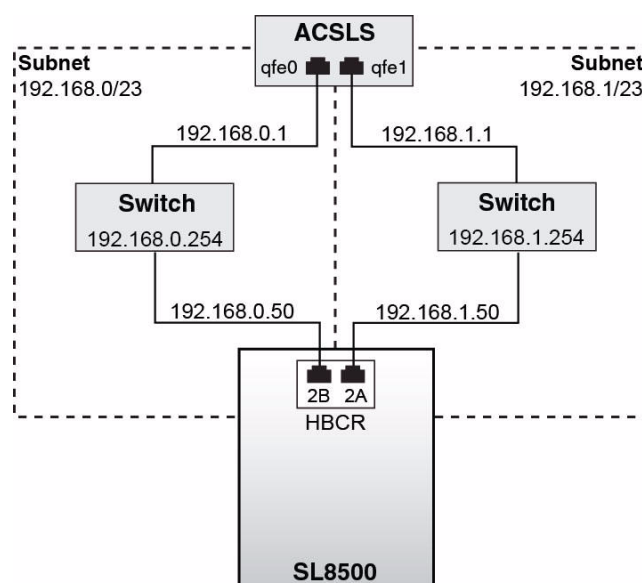 ACSLS
qfe0 qfe1
Subnet
192.168.0/23
Subnet
192.168.1/23
192.168.0.1
192.168.1.1
Switch
192.168.0.254
Switch
192.168.1.254
192.168.0.50
192.168.1.50
2B 2A
HBCR
SL8500